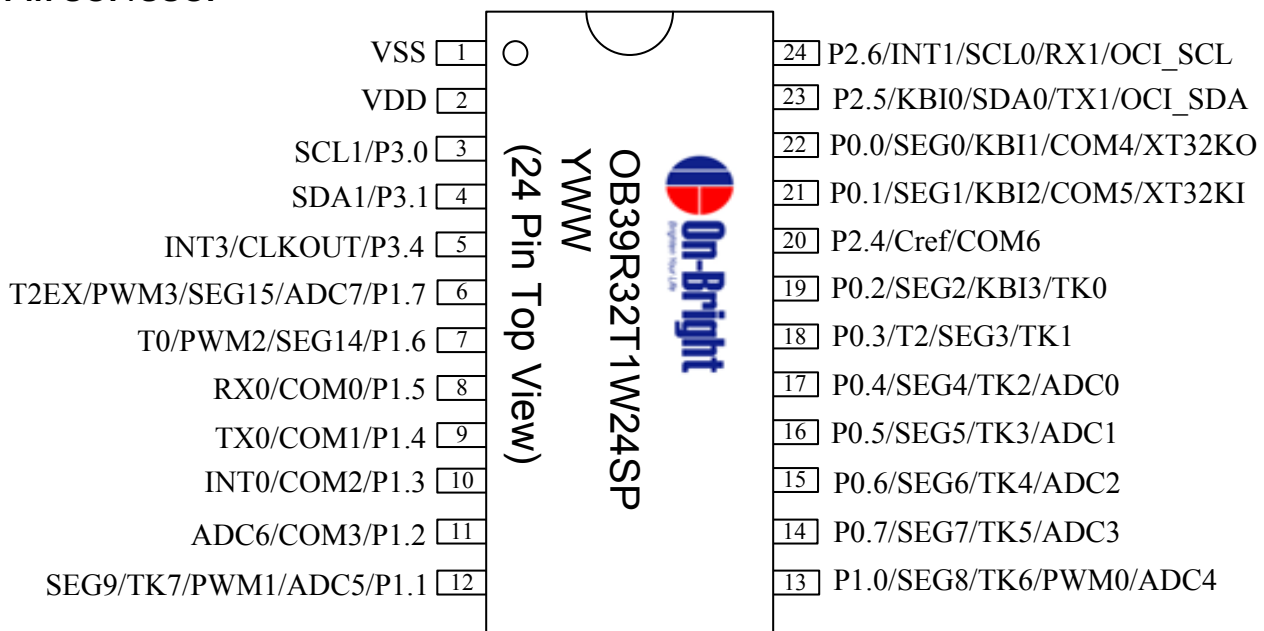 VSS 1
VDD 2
SCL1/P3.0 3
SDA1/P3.1 4
INT3/CLKOUT/P3.4 5
T2EX/PWM3/SEG15/ADC7/P1.7 6
T0/PWM2/SEG14/P1.6 7
RX0/COM0/P1.5 8
TX0/COM1/P1.4 9
INT0/COM2/P1.3 10
ADC6/COM3/P1.2 11
SEG9/TK7/PWM1/ADC5/P1.1 12
On-Bright
Brighten Your Life
OB39R32T1W24SP
YWW
(24 Pin Top View)
24 P2.6/INT1/SCL0/RX1/OCI_SCL
23 P2.5/KBI0/SDA0/TX1/OCI_SDA
22 P0.0/SEG0/KBI1/COM4/XT32KO
21 P0.1/SEG1/KBI2/COM5/XT32KI
20 P2.4/Cref/COM6
19 P0.2/SEG2/KBI3/TK0
18 P0.3/T2/SEG3/TK1
17 P0.4/SEG4/TK2/ADC0
16 P0.5/SEG5/TK3/ADC1
15 P0.6/SEG6/TK4/ADC2
14 P0.7/SEG7/TK5/ADC3
13 P1.0/SEG8/TK6/PWM0/ADC4